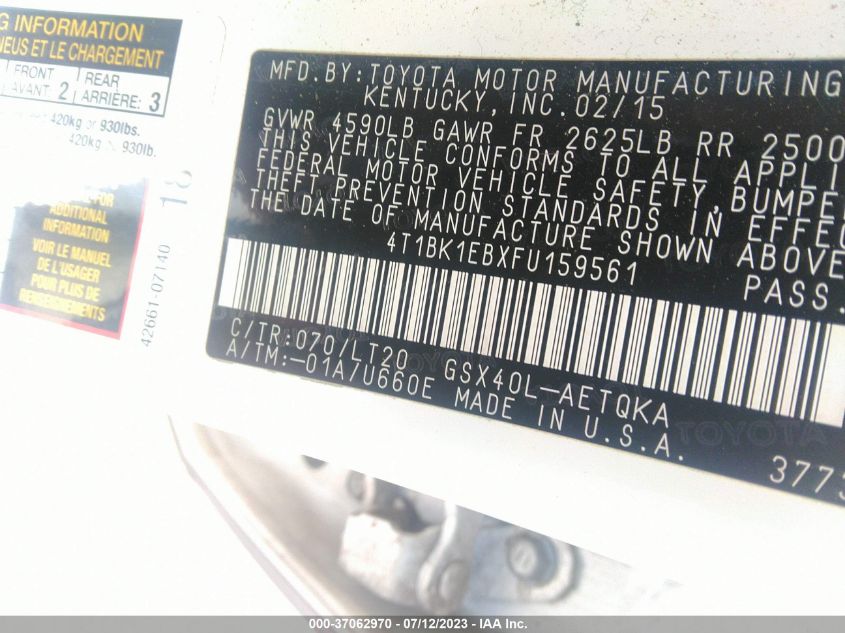 G INFORMATION
NEUS ET LE CHARGEMENT
FRONT
AVANT: 2
REAR
ARRIÈRE: 3
420kg or 930lbs.
420kg or 930lb.
FOR
ADDITIONAL
INFORMATION
VOIR LE MANUEL
DE L'USAGER
POUR PLUS DE
RENSEIGNEMENTS
42661-07140
18
MFD. BY: TOYOTA MOTOR MANUFACTURING
KENTUCKY, INC. 02/15
GVWR 4590LB GAWR FR 2625LB RR 2500
THIS VEHICLE CONFORMS TO ALL APPLI
FEDERAL MOTOR VEHICLE SAFETY, BUMPE
THEFT PREVENTION STANDARDS IN EFFEC
THE DATE OF MANUFACTURE SHOWN ABOVE
4T1BK1EBXFU159561 PASS.
C/TR:070/LT20 GSX40L-AETQKA
A/TM:-01A/U660E MADE IN U.S.A.
TOYOTA
3773
000-37062970 - 07/12/2023 - IAA Inc.